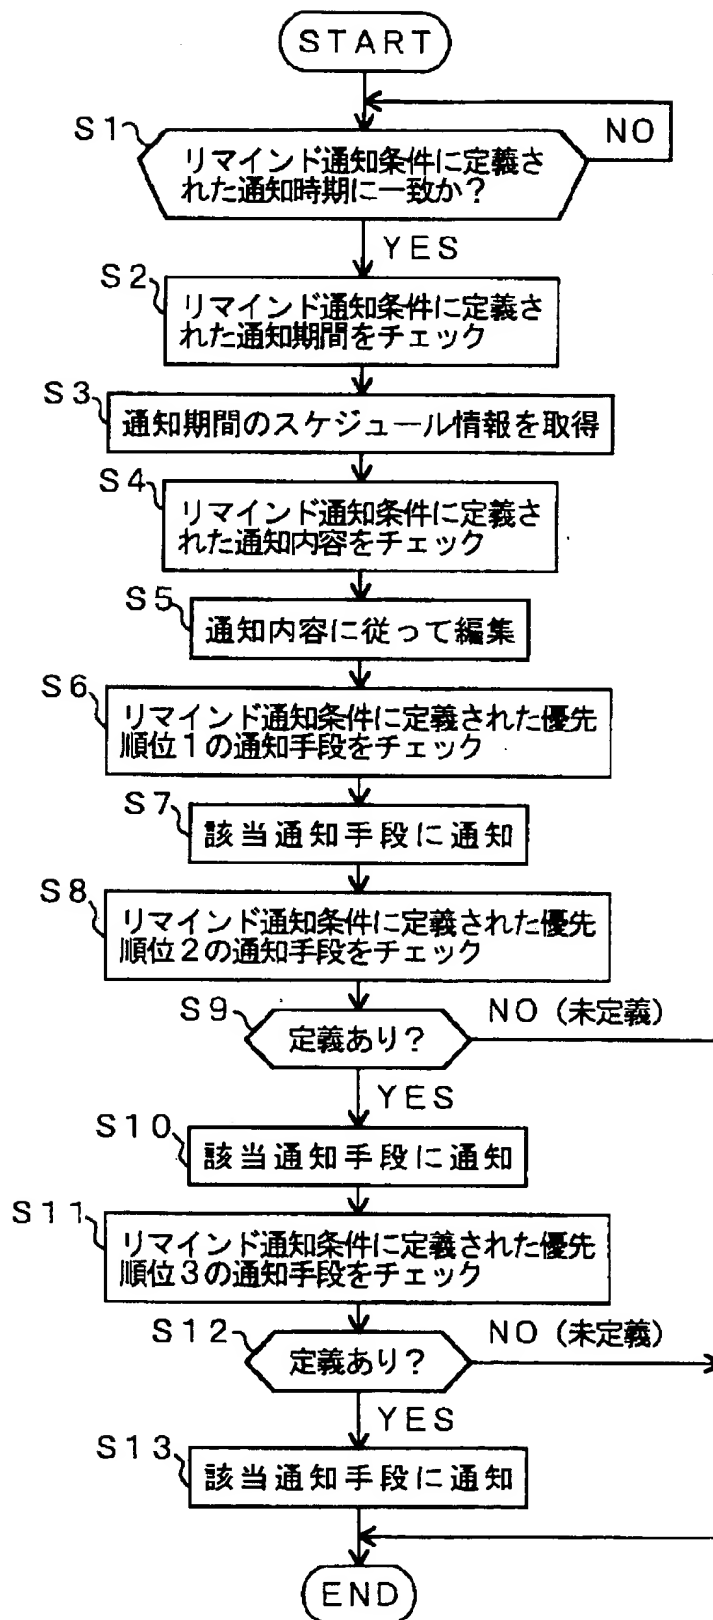 START
S1
NO
リマインド通知条件に定義さ
れた通知時期に一致か？
YES
S2
リマインド通知条件に定義さ
れた通知期間をチェック
S3
通知期間のスケジュール情報を取得
S4
リマインド通知条件に定義さ
れた通知内容をチェック
S5
通知内容に従って編集
S6
リマインド通知条件に定義された優先
順位1の通知手段をチェック
S7
該当通知手段に通知
S8
リマインド通知条件に定義された優先
順位2の通知手段をチェック
S9
NO（未定義）
定義あり？
YES
S10
該当通知手段に通知
S11
リマインド通知条件に定義された優先
順位3の通知手段をチェック
S12
NO（未定義）
定義あり？
YES
S13
該当通知手段に通知
END